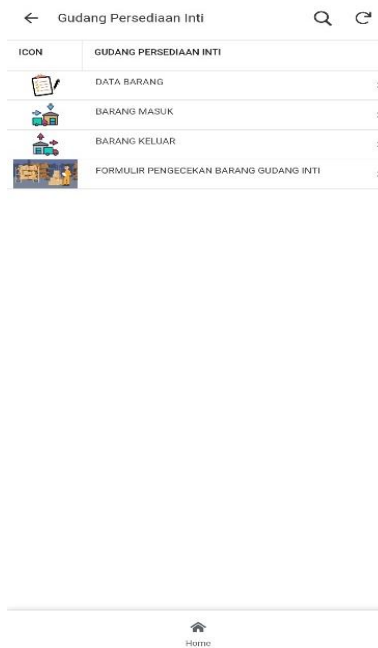 Gudang Persediaan Inti
ICON GUDANG PERSEDIAAN INTI
DATA BARANG
BARANG MASUK
BARANG KELUAR
FORMULIR PENGECEKAN BARANG GUDANG INTI
Home